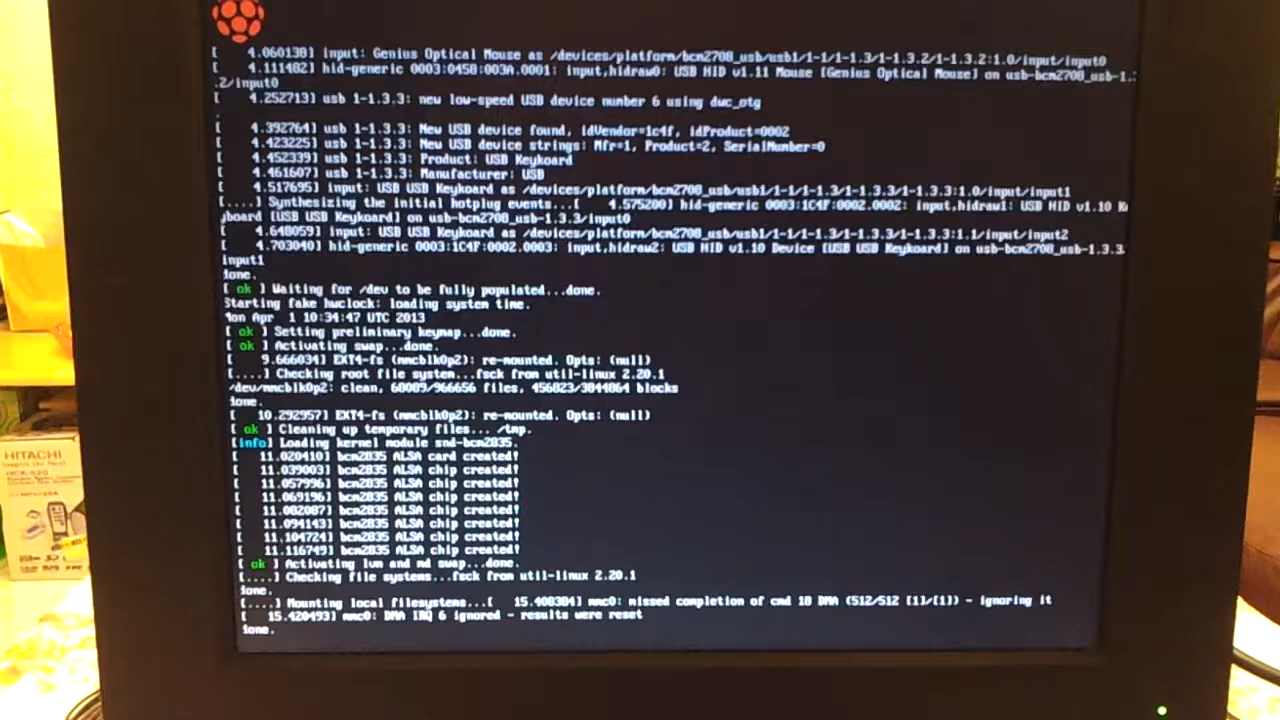 [    4.060138] input: Genius Optical Mouse as /devices/platform/bcm2708_usb/usb1/1-1/1-1.3/1-1.3.2/1-1.3.2:1.0/input/input0
[    4.111482] hid-generic 0003:0458:003A.0001: input,hidraw0: USB HID v1.11 Mouse [Genius Optical Mouse] on usb-bcm2708_usb-1.3
.2/input0
[    4.252713] usb 1-1.3.3: new low-speed USB device number 6 using dwc_otg
.
[    4.392764] usb 1-1.3.3: New USB device found, idVendor=1c4f, idProduct=0002
[    4.423225] usb 1-1.3.3: New USB device strings: Mfr=1, Product=2, SerialNumber=0
[    4.452339] usb 1-1.3.3: Product: USB Keykoard
[    4.461607] usb 1-1.3.3: Manufacturer: USB
[    4.517695] input: USB USB Keykoard as /devices/platform/bcm2708_usb/usb1/1-1/1-1.3/1-1.3.3/1-1.3.3:1.0/input/input1
[....] Synthesizing the initial hotplug events...[    4.575200] hid-generic 0003:1C4F:0002.0002: input,hidraw1: USB HID v1.10 Ke
yboard [USB USB Keykoard] on usb-bcm2708_usb-1.3.3/input0
[    4.648059] input: USB USB Keykoard as /devices/platform/bcm2708_usb/usb1/1-1/1-1.3/1-1.3.3/1-1.3.3:1.1/input/input2
[    4.703040] hid-generic 0003:1C4F:0002.0003: input,hidraw2: USB HID v1.10 Device [USB USB Keykoard] on usb-bcm2708_usb-1.3.3
input1
done.
[ ok ] Waiting for /dev to be fully populated...done.
Starting fake hwclock: loading system time.
Mon Apr  1 10:34:47 UTC 2013
[ ok ] Setting preliminary keymap...done.
[ ok ] Activating swap...done.
[    9.666034] EXT4-fs (mmcblk0p2): re-mounted. Opts: (null)
[....] Checking root file system...fsck from util-linux 2.20.1
/dev/mmcblk0p2: clean, 68089/966656 files, 456823/3844864 blocks
done.
[   10.292957] EXT4-fs (mmcblk0p2): re-mounted. Opts: (null)
[ ok ] Cleaning up temporary files... /tmp.
[info] Loading kernel module snd-bcm2835.
[   11.020410] bcm2835 ALSA card created!
[   11.039003] bcm2835 ALSA chip created!
[   11.057996] bcm2835 ALSA chip created!
[   11.069196] bcm2835 ALSA chip created!
[   11.082087] bcm2835 ALSA chip created!
[   11.094143] bcm2835 ALSA chip created!
[   11.104724] bcm2835 ALSA chip created!
[   11.116749] bcm2835 ALSA chip created!
[ ok ] Activating lvm and md swap...done.
[....] Checking file systems...fsck from util-linux 2.20.1
done.
[....] Mounting local filesystems...[   15.408384] mmc0: missed completion of cmd 18 DMA (512/512 [1]/[1]) - ignoring it
[   15.420493] mmc0: DMA IRQ 6 ignored - results were reset
done.
HITACHI
Inspire the Next